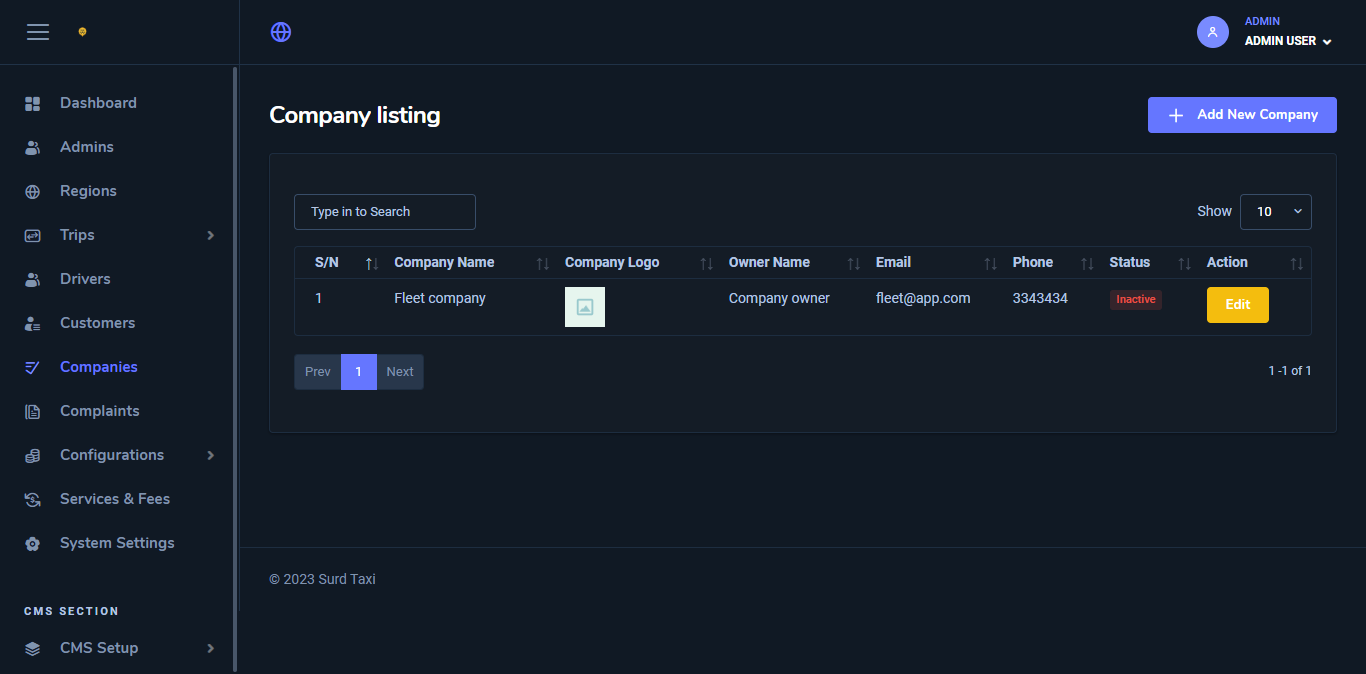 ADMIN
ADMIN USER
Dashboard
Admins
Regions
Trips
Drivers
Customers
Companies
Complaints
Configurations
Services & Fees
System Settings
CMS SECTION
CMS Setup
Company listing
Add New Company
Type in to Search
Show 10
S/N Company Name Company Logo Owner Name Email Phone Status Action
1 Fleet company Company owner fleet@app.com 3343434 Inactive Edit
Prev 1 Next
1 -1 of 1
© 2023 Surd Taxi